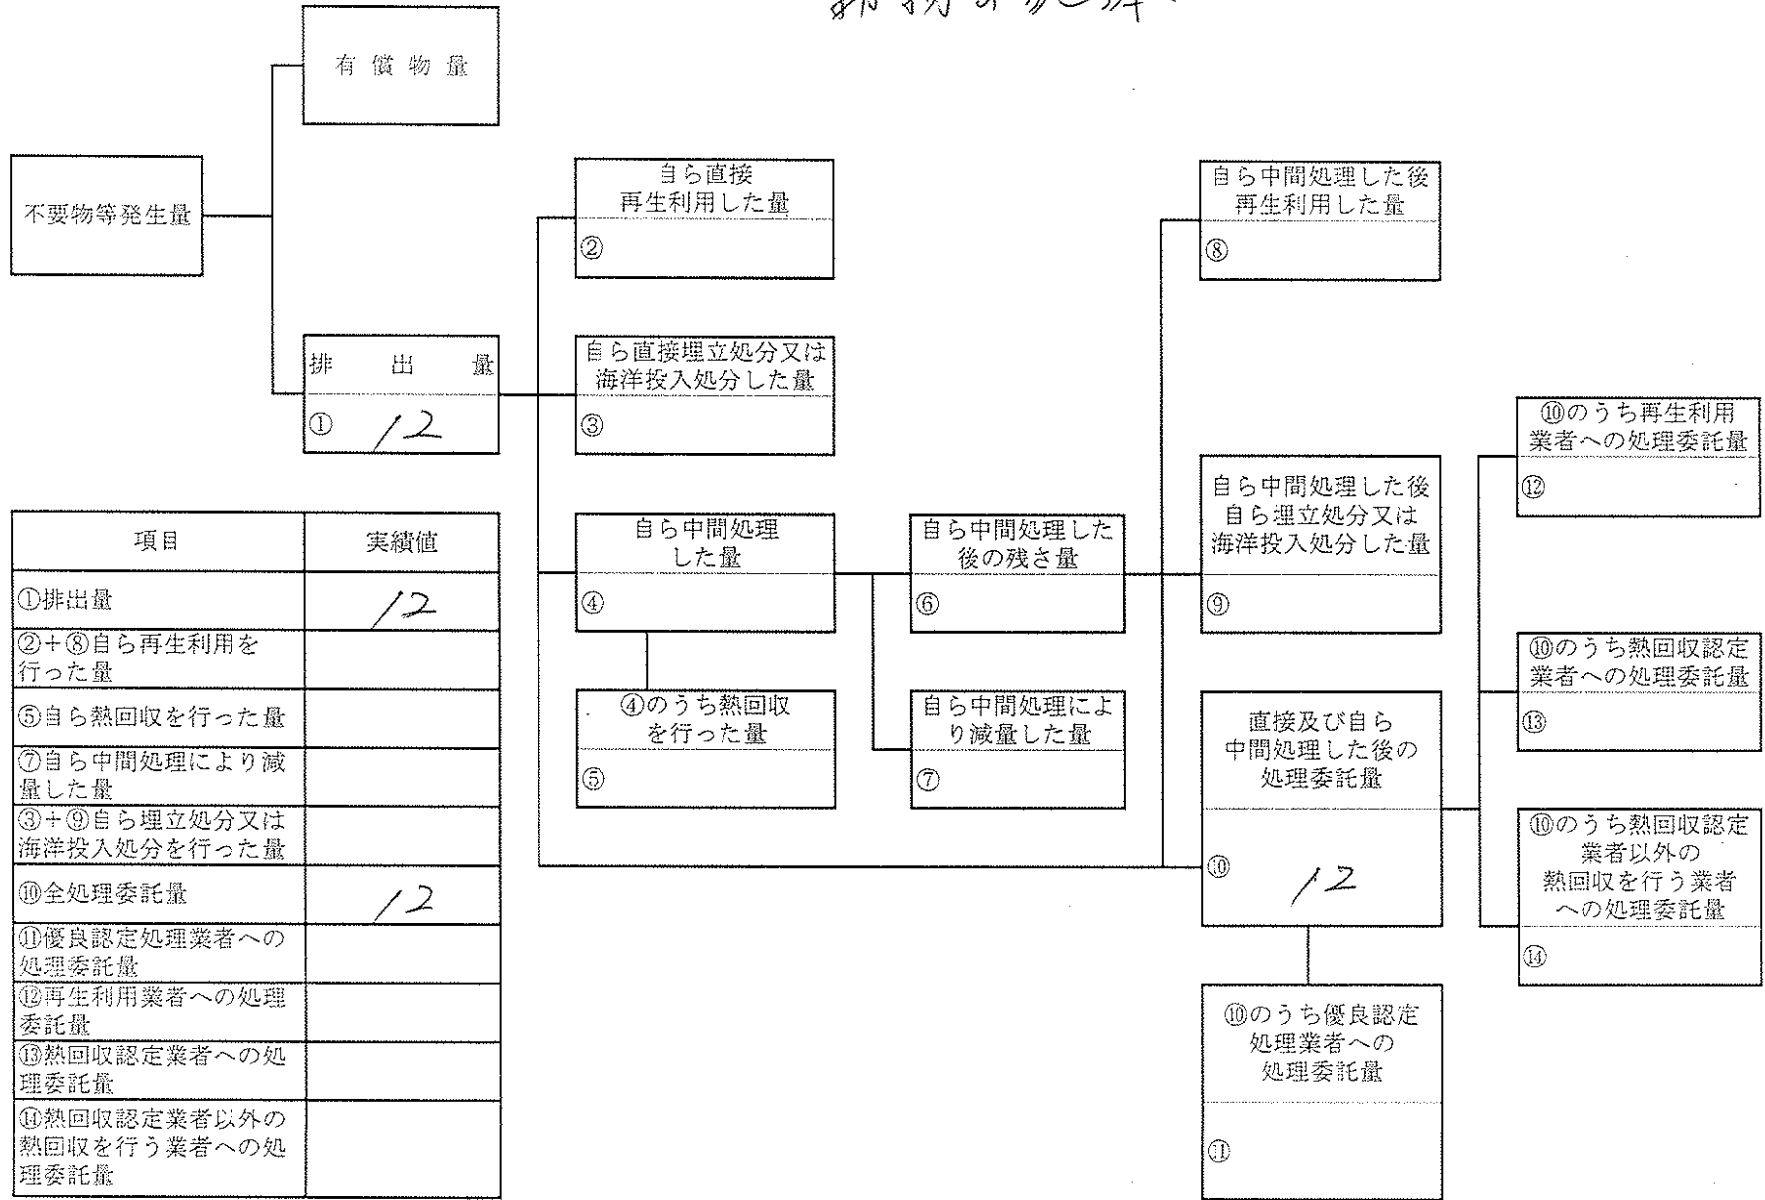 有償物量
不要物等発生量
排出量
① 12
自ら直接
再生利用した量
②
自ら直接埋立処分又は
海洋投入処分した量
③
自ら中間処理
した量
④
④のうち熱回収
を行った量
⑤
自ら中間処理した
後の残さ量
⑥
自ら中間処理によ
り減量した量
⑦
自ら中間処理した後
再生利用した量
⑧
自ら中間処理した後
自ら埋立処分又は
海洋投入処分した量
⑨
直接及び自ら
中間処理した後の
処理委託量
⑩ 12
⑩のうち優良認定
処理業者への
処理委託量
⑪
⑩のうち再生利用
業者への処理委託量
⑫
⑩のうち熱回収認定
業者への処理委託量
⑬
⑩のうち熱回収認定
業者以外の
熱回収を行う業者
への処理委託量
⑭
項目 実績値
①排出量 12
②+⑧自ら再生利用を
行った量
⑤自ら熱回収を行った量
⑦自ら中間処理により減
量した量
③+⑨自ら埋立処分又は
海洋投入処分を行った量
⑩全処理委託量 12
⑪優良認定処理業者への
処理委託量
⑫再生利用業者への処理
委託量
⑬熱回収認定業者への処
理委託量
⑭熱回収認定業者以外の
熱回収を行う業者への処
理委託量